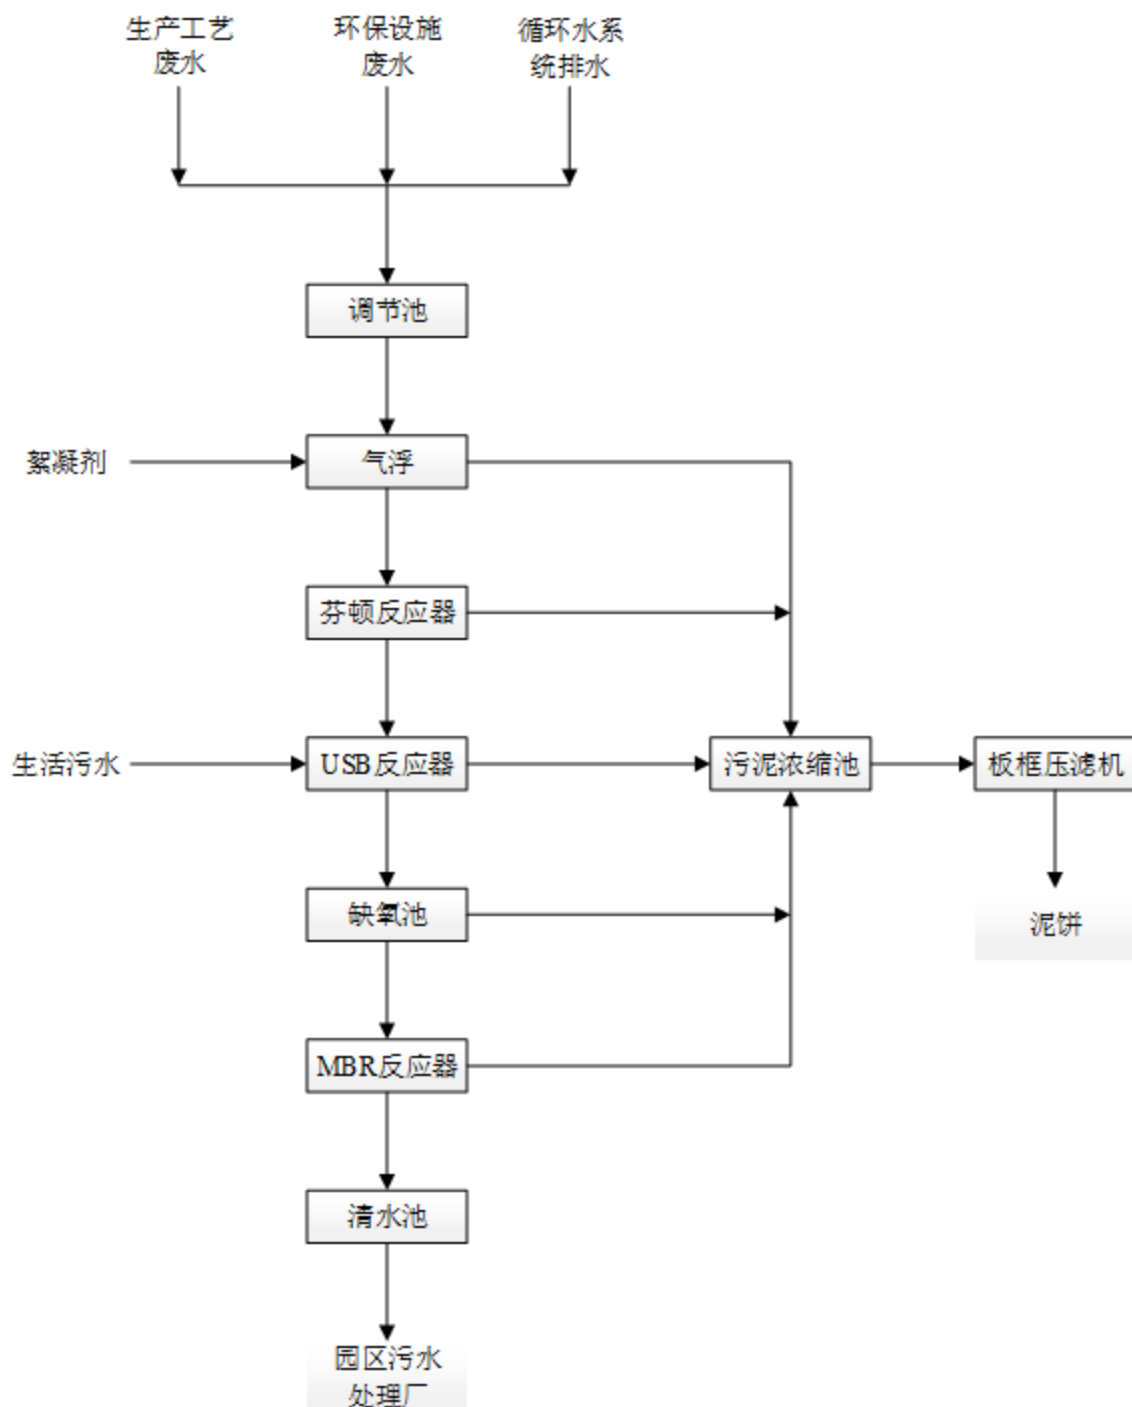 生产工艺
废水
环保设施
废水
循环水系
统排水
调节池
絮凝剂
气浮
芬顿反应器
生活污水
USB反应器
污泥浓缩池
板框压滤机
缺氧池
泥饼
MBR反应器
清水池
园区污水
处理厂